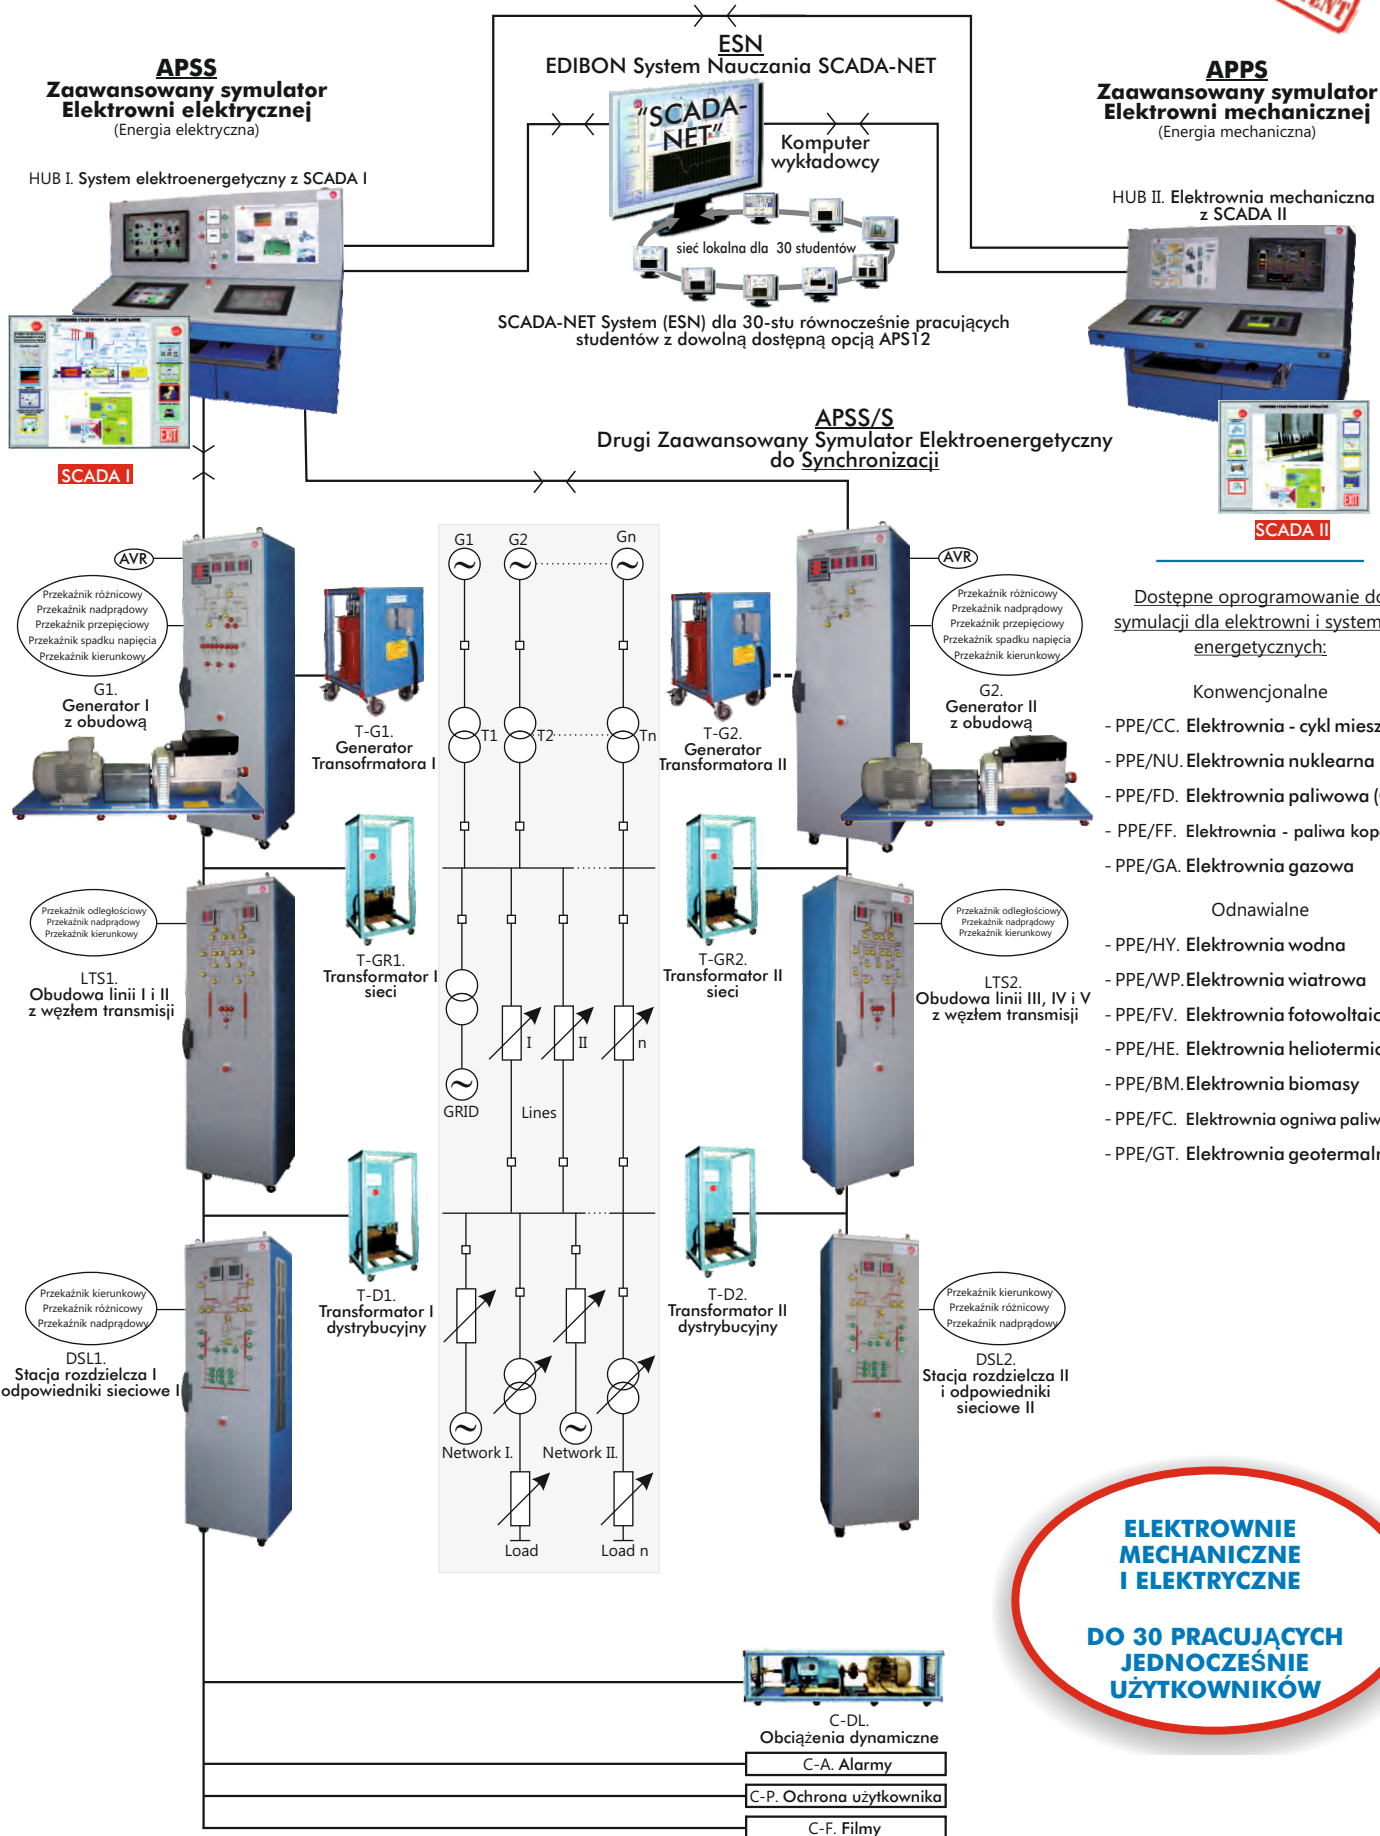 ESN
EDIBON System Nauczania SCADA-NET
APSS
Zaawansowany symulator
Elektrowni elektrycznej
(Energia elektryczna)
APPS
Zaawansowany symulator
Elektrowni mechanicznej
(Energia mechaniczna)
"SCADA-
NET"
Komputer
wykładowcy
HUB I. System elektroenergetyczny z SCADA I
HUB II. Elektrownia mechaniczna
z SCADA II
sieć lokalna dla 30 studentów
SCADA-NET System (ESN) dla 30-stu równocześnie pracujących
studentów z dowolną dostępną opcją APS12
EXIT
SCADA I
APSS/S
Drugi Zaawansowany Symulator Elektroenergetyczny
do Synchronizacji
EXIT
SCADA II
G1
G2
Gn
AVR
Przekaźnik różnicowy
Przekaźnik nadprądowy
Przekaźnik przepięciowy
Przekaźnik spadku napięcia
Przekaźnik kierunkowy
G1.
Generator I
z obudową
AVR
Przekaźnik różnicowy
Przekaźnik nadprądowy
Przekaźnik przepięciowy
Przekaźnik spadku napięcia
Przekaźnik kierunkowy
G2.
Generator II
z obudową
T-G1.
Generator
Transofrmatora I
T1
T2
Tn
T-G2.
Generator
Transformatora II
Dostępne oprogramowanie do
symulacji dla elektrowni i system
energetycznych:
Konwencjonalne
- PPE/CC. Elektrownia - cykl miesz
- PPE/NU. Elektrownia nuklearna
- PPE/FD. Elektrownia paliwowa (
- PPE/FF. Elektrownia - paliwa kop
- PPE/GA. Elektrownia gazowa
Odnawialne
- PPE/HY. Elektrownia wodna
- PPE/WP. Elektrownia wiatrowa
- PPE/FV. Elektrownia fotowoltaic
- PPE/HE. Elektrownia heliotermic
- PPE/BM. Elektrownia biomasy
- PPE/FC. Elektrownia ogniwa paliw
- PPE/GT. Elektrownia geotermaln
Przekaźnik odległościowy
Przekaźnik nadprądowy
Przekaźnik kierunkowy
LTS1.
Obudowa linii I i II
z węzłem transmisji
T-GR1.
Transformator I
sieci
T-GR2.
Transformator II
sieci
Przekaźnik odległościowy
Przekaźnik nadprądowy
Przekaźnik kierunkowy
LTS2.
Obudowa linii III, IV i V
z węzłem transmisji
I
II
n
GRID
Lines
Przekaźnik kierunkowy
Przekaźnik różnicowy
Przekaźnik nadprądowy
DSL1.
Stacja rozdzielcza I
odpowiedniki sieciowe I
T-D1.
Transformator I
dystrybucyjny
T-D2.
Transformator II
dystrybucyjny
Przekaźnik kierunkowy
Przekaźnik różnicowy
Przekaźnik nadprądowy
DSL2.
Stacja rozdzielcza II
i odpowiedniki
sieciowe II
Network I.
Network II.
Load
Load n
ELEKTROWNIE
MECHANICZNE
I ELEKTRYCZNE
DO 30 PRACUJĄCYCH
JEDNOCZEŚNIE
UŻYTKOWNIKÓW
C-DL.
Obciążenia dynamiczne
C-A. Alarmy
C-P. Ochrona użytkownika
C-F. Filmy